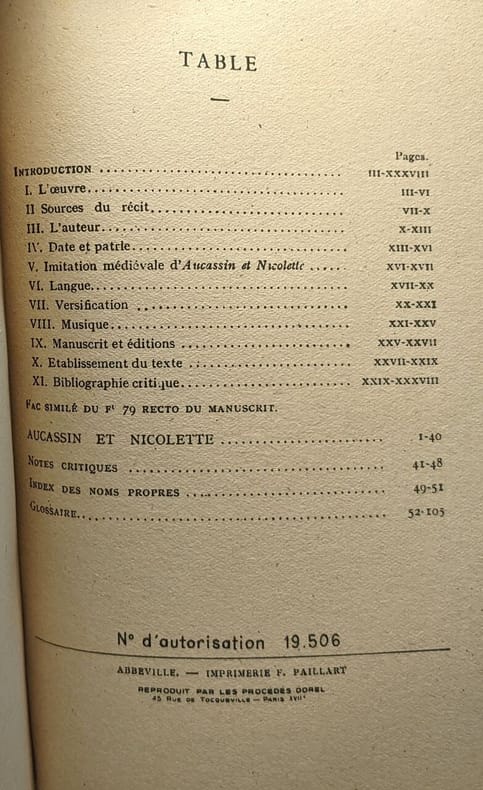 TABLE
—
Pages.
INTRODUCTION ........................ III-XXXVIII
I. L'œuvre........................ III-VI
II Sources du récit........................ VII-X
III. L'auteur........................ X-XIII
IV. Date et patrie........................ XIII-XVI
V. Imitation médiévale d'Aucassin et Nicolette ...... XVI-XVII
VI. Langue........................ XVII-XX
VII. Versification ........................ XX-XXI
VIII. Musique........................ XXI-XXV
IX. Manuscrit et éditions ........................ XXV-XXVII
X. Etablissement du texte ........................ XXVII-XXIX
XI. Bibliographie critique........................ XXIX-XXXVIII
FAC SIMILÉ DU Fº 79 RECTO DU MANUSCRIT.
AUCASSIN ET NICOLETTE ........................ 1-40
NOTES CRITIQUES ........................ 41-48
INDEX DES NOMS PROPRES ........................ 49-51
GLOSSAIRE........................ 52-105
Nº d'autorisation 19.506
ABBEVILLE. — IMPRIMERIE F. PAILLART
REPRODUIT PAR LES PROCÉDÉS DOREL
45 RUE DE TOCQUEVILLE — PARIS XVIIᵉ